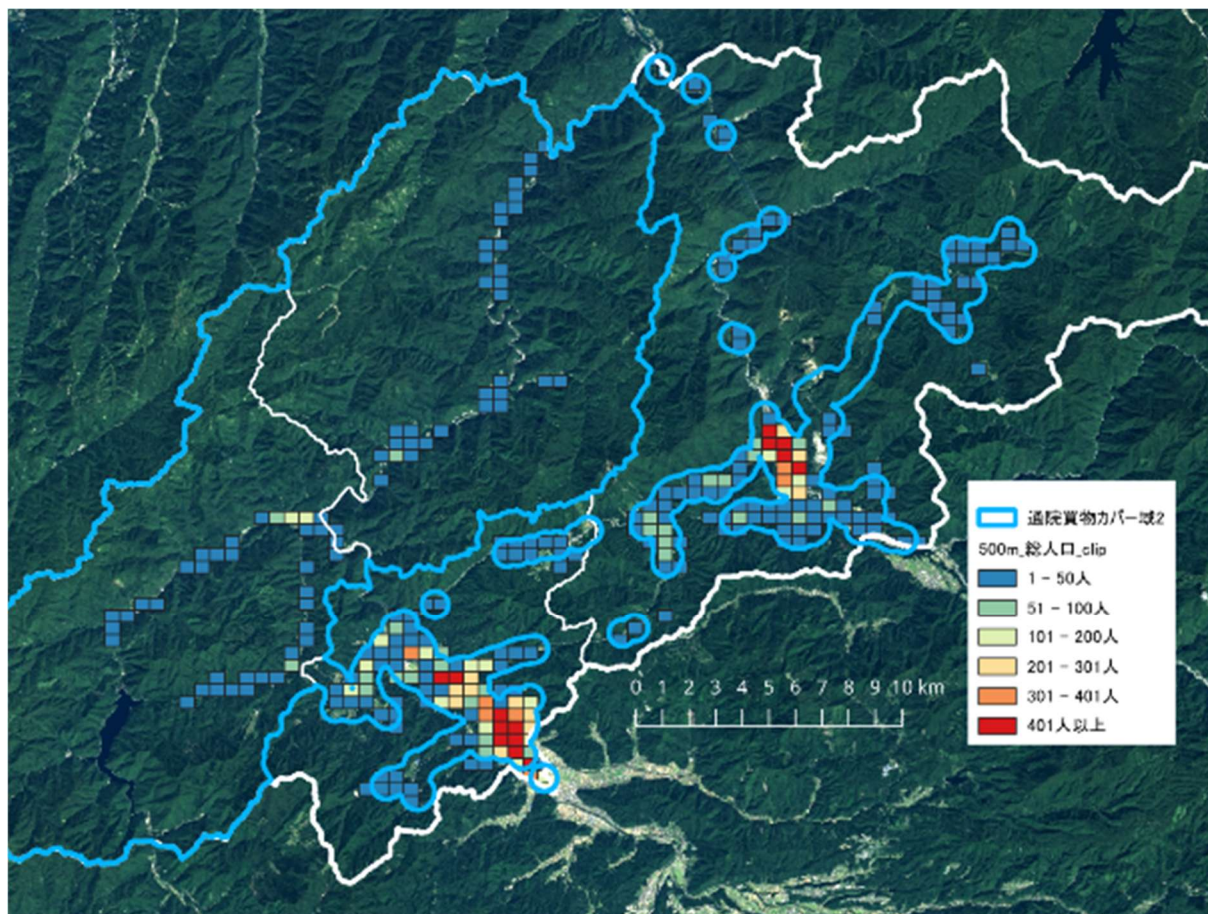 通院買物カバー域2
500m_総人口_clip
1 - 50人
51 - 100人
101 - 200人
201 - 301人
301 - 401人
401人以上
0 1 2 3 4 5 6 7 8 9 10 km